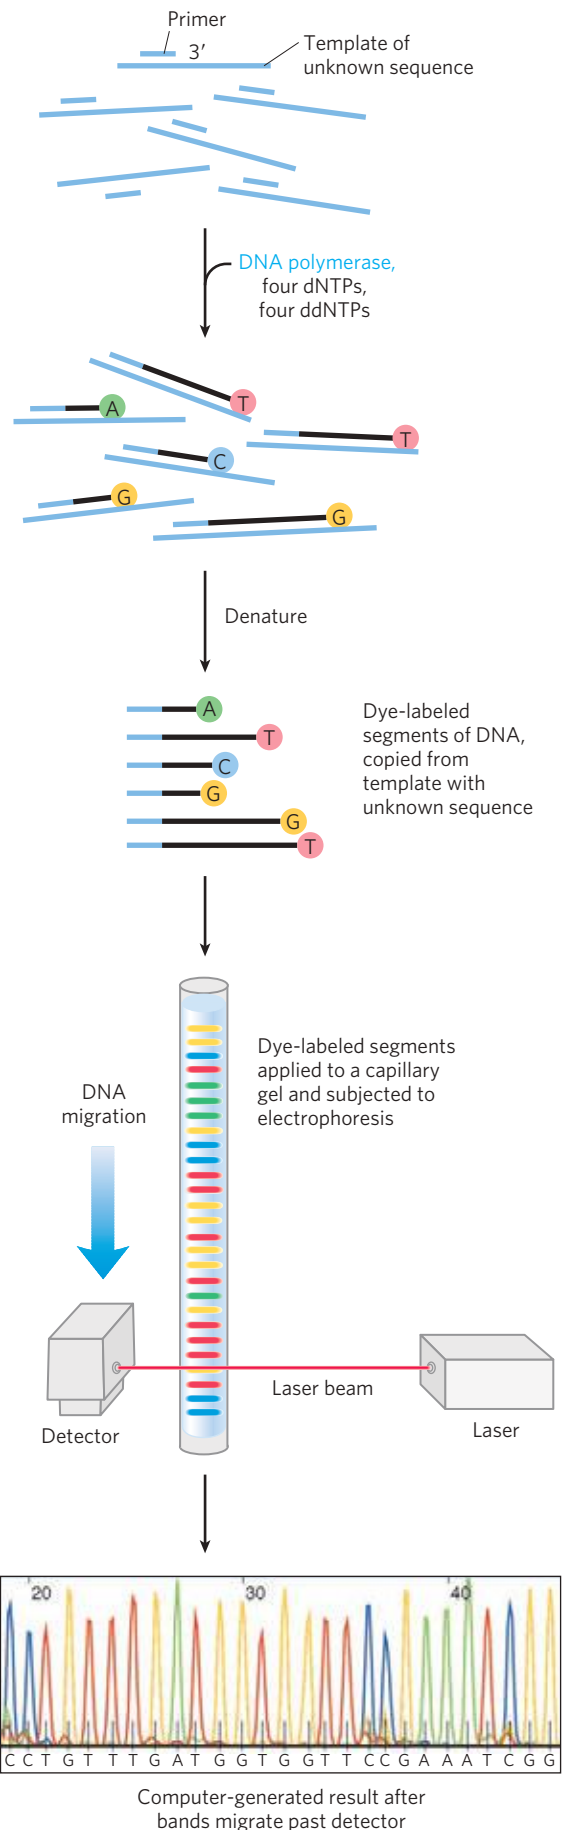 Primer
3′
Template of
unknown sequence
DNA polymerase,
four dNTPs,
four ddNTPs
A
T
T
C
G
G
Denature
A
T
C
G
G
T
Dye-labeled
segments of DNA,
copied from
template with
unknown sequence
Dye-labeled segments
applied to a capillary
gel and subjected to
electrophoresis
DNA
migration
Laser beam
Detector
Laser
20 30 40
C C T G T T T G A T G G T G G T T C C G A A A T C G G
Computer-generated result after
bands migrate past detector